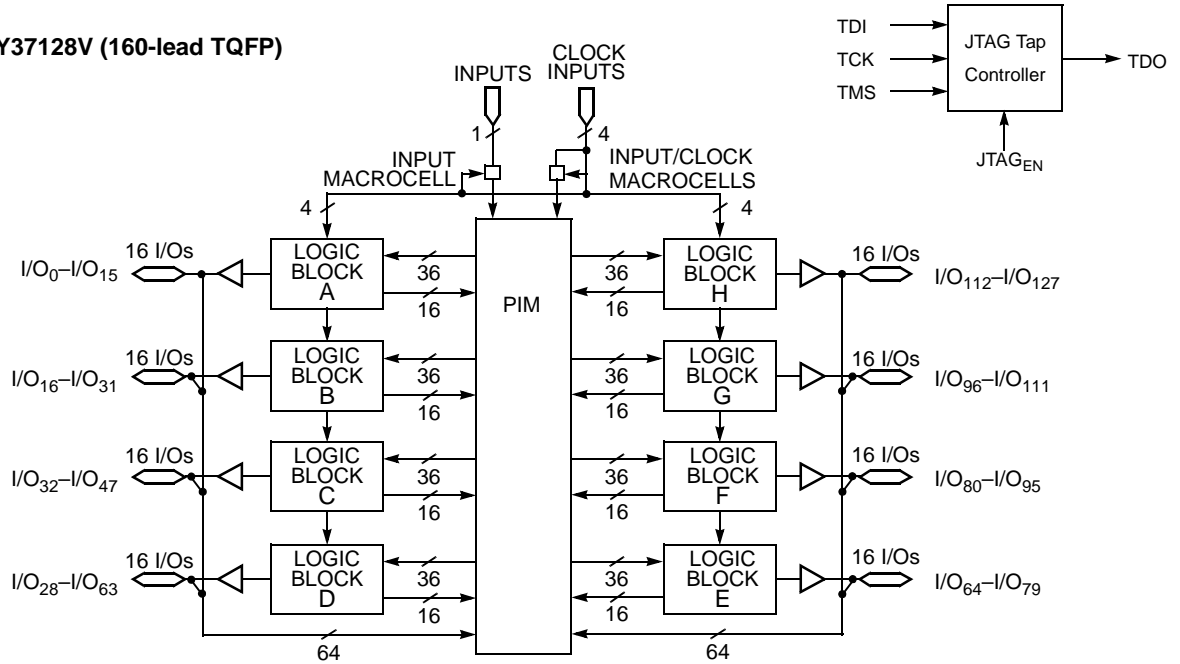 Y37128V (160-lead TQFP)
TDI
TCK
TMS
JTAG Tap
Controller
TDO
JTAGEN
INPUTS
CLOCK
INPUTS
1
4
INPUT
MACROCELL
INPUT/CLOCK
MACROCELLS
4
4
PIM
I/O0–I/O15
16 I/Os
LOGIC
BLOCK
A
36
16
36
16
LOGIC
BLOCK
H
16 I/Os
I/O112–I/O127
I/O16–I/O31
16 I/Os
LOGIC
BLOCK
B
36
16
36
16
LOGIC
BLOCK
G
16 I/Os
I/O96–I/O111
I/O32–I/O47
16 I/Os
LOGIC
BLOCK
C
36
16
36
16
LOGIC
BLOCK
F
16 I/Os
I/O80–I/O95
I/O28–I/O63
16 I/Os
LOGIC
BLOCK
D
36
16
36
16
LOGIC
BLOCK
E
16 I/Os
I/O64–I/O79
64
64